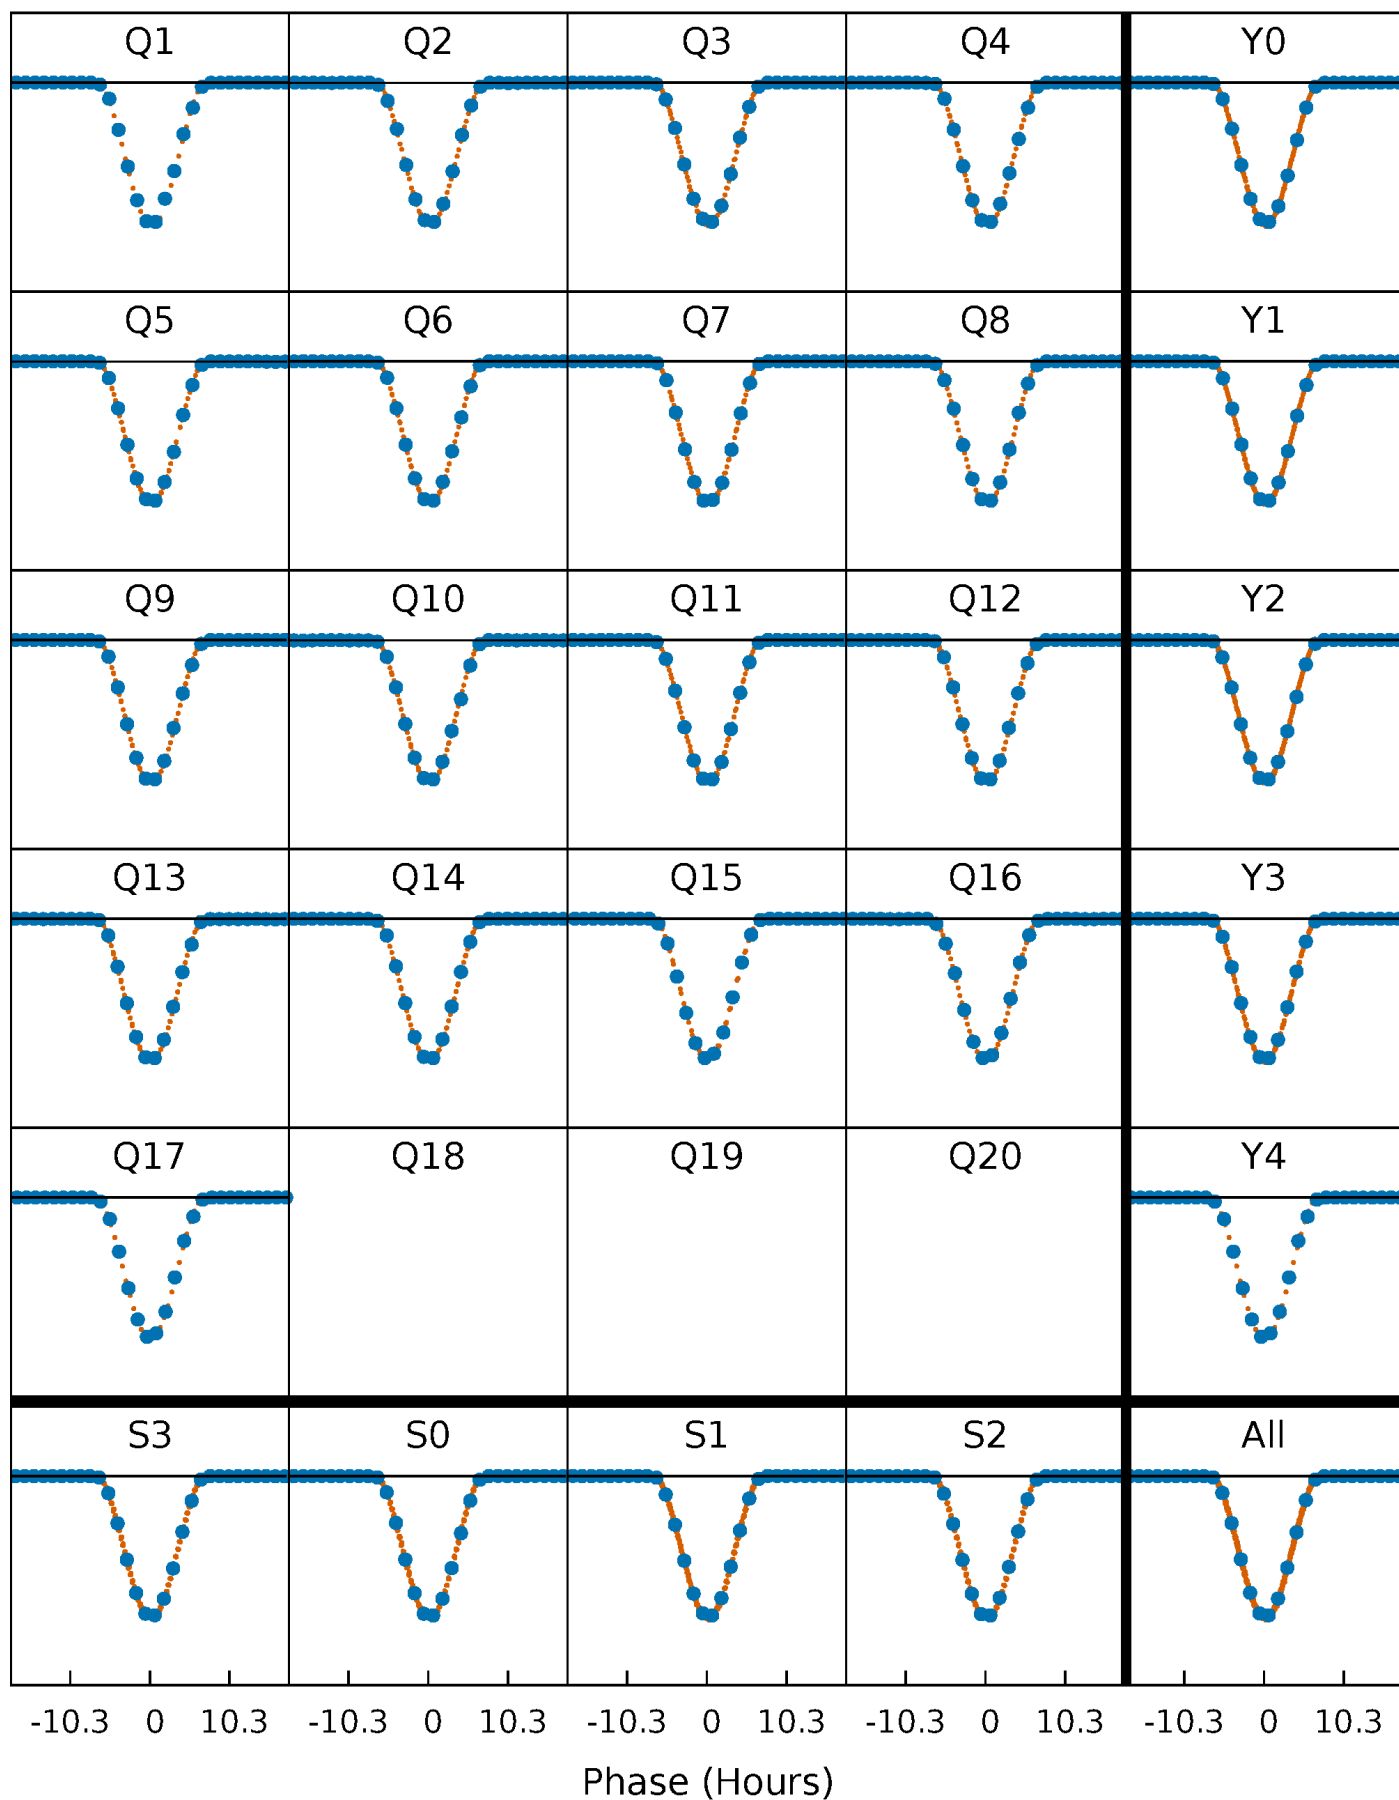 Q1 Q2 Q3 Q4 Y0
Q5 Q6 Q7 Q8 Y1
Q9 Q10 Q11 Q12 Y2
Q13 Q14 Q15 Q16 Y3
Q17 Q18 Q19 Q20 Y4
S3 S0 S1 S2 All
-10.3 0 10.3 -10.3 0 10.3 -10.3 0 10.3 -10.3 0 10.3 -10.3 0 10.3
Phase (Hours)